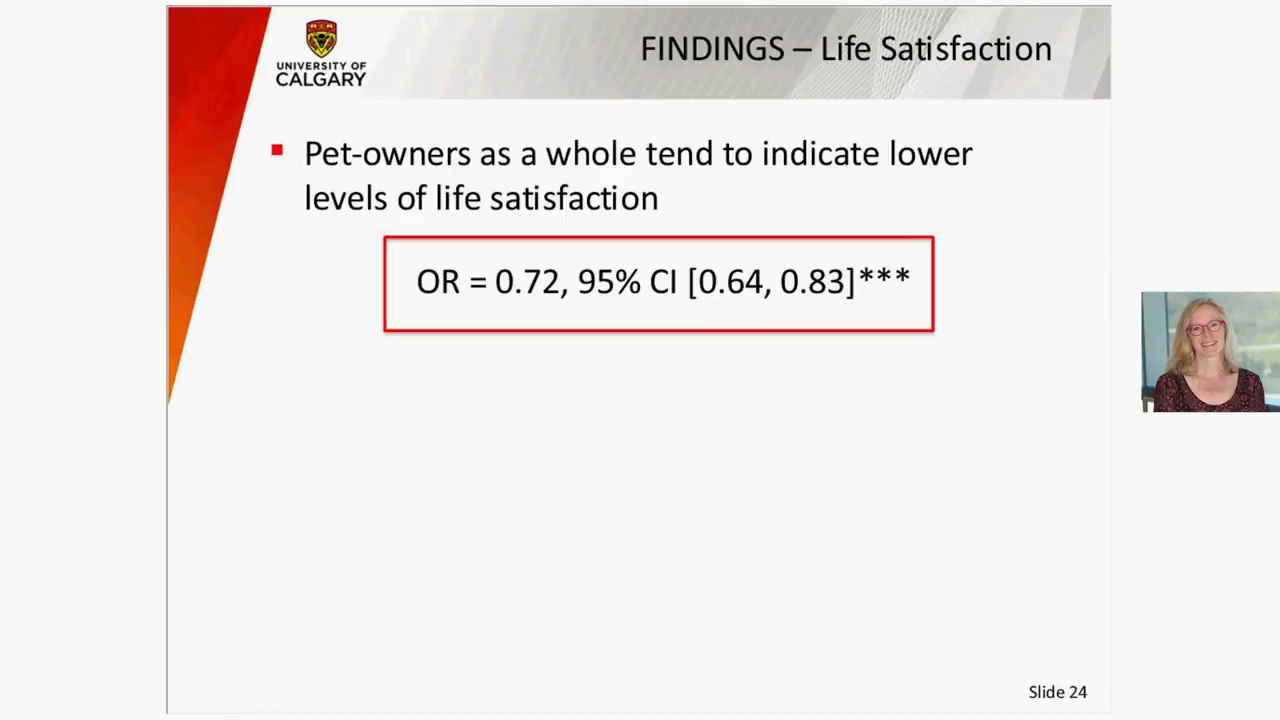 UNIVERSITY OF
CALGARY
FINDINGS – Life Satisfaction
Pet-owners as a whole tend to indicate lower
levels of life satisfaction
OR = 0.72, 95% CI [0.64, 0.83]***
Slide 24